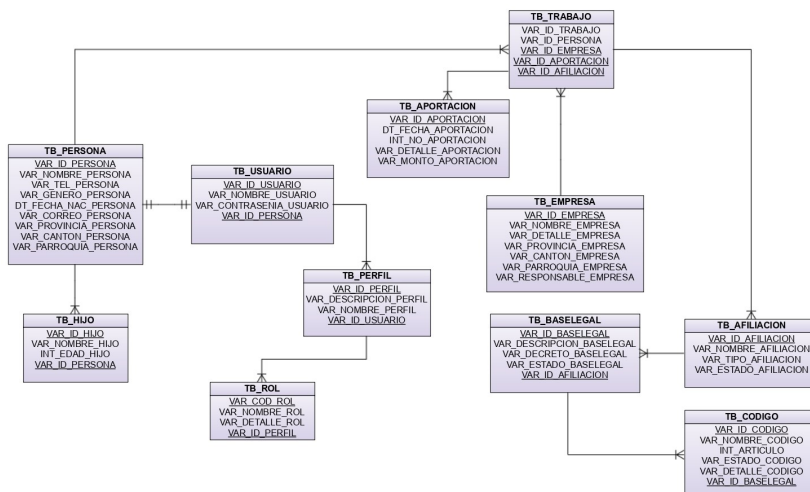 TB_TRABAJO
VAR_ID_TRABAJO
VAR_ID_PERSONA
VAR_ID_EMPRESA
VAR_ID_APORTACION
VAR_ID_AFILIACION
TB_APORTACION
VAR_ID_APORTACION
DT_FECHA_APORTACION
INT_NO_APORTACION
VAR_DETALLE_APORTACION
VAR_MONTO_APORTACION
TB_PERSONA
VAR_ID_PERSONA
VAR_NOMBRE_PERSONA
VAR_TEL_PERSONA
VAR_GENERO_PERSONA
DT_FECHA_NAC_PERSONA
VAR_CORREO_PERSONA
VAR_PROVINCIA_PERSONA
VAR_CANTON_PERSONA
VAR_PARROQUIA_PERSONA
TB_USUARIO
VAR_ID_USUARIO
VAR_NOMBRE_USUARIO
VAR_CONTRASENIA_USUARIO
VAR_ID_PERSONA
TB_EMPRESA
VAR_ID_EMPRESA
VAR_NOMBRE_EMPRESA
VAR_DETALLE_EMPRESA
VAR_PROVINCIA_EMPRESA
VAR_CANTON_EMPRESA
VAR_PARROQUIA_EMPRESA
VAR_RESPONSABLE_EMPRESA
TB_PERFIL
VAR_ID_PERFIL
VAR_DESCRIPCION_PERFIL
VAR_NOMBRE_PERFIL
VAR_ID_USUARIO
TB_HIJO
VAR_ID_HIJO
VAR_NOMBRE_HIJO
INT_EDAD_HIJO
VAR_ID_PERSONA
TB_BASELEGAL
VAR_ID_BASELEGAL
VAR_DESCRIPCION_BASELEGAL
VAR_DECRETO_BASELEGAL
VAR_ESTADO_BASELEGAL
VAR_ID_AFILIACION
TB_AFILIACION
VAR_ID_AFILIACION
VAR_NOMBRE_AFILIACION
VAR_TIPO_AFILIACION
VAR_ESTADO_AFILIACION
TB_ROL
VAR_COD_ROL
VAR_NOMBRE_ROL
VAR_DETALLE_ROL
VAR_ID_PERFIL
TB_CODIGO
VAR_ID_CODIGO
VAR_NOMBRE_CODIGO
INT_ARTICULO
VAR_ESTADO_CODIGO
VAR_DETALLE_CODIGO
VAR_ID_BASELEGAL